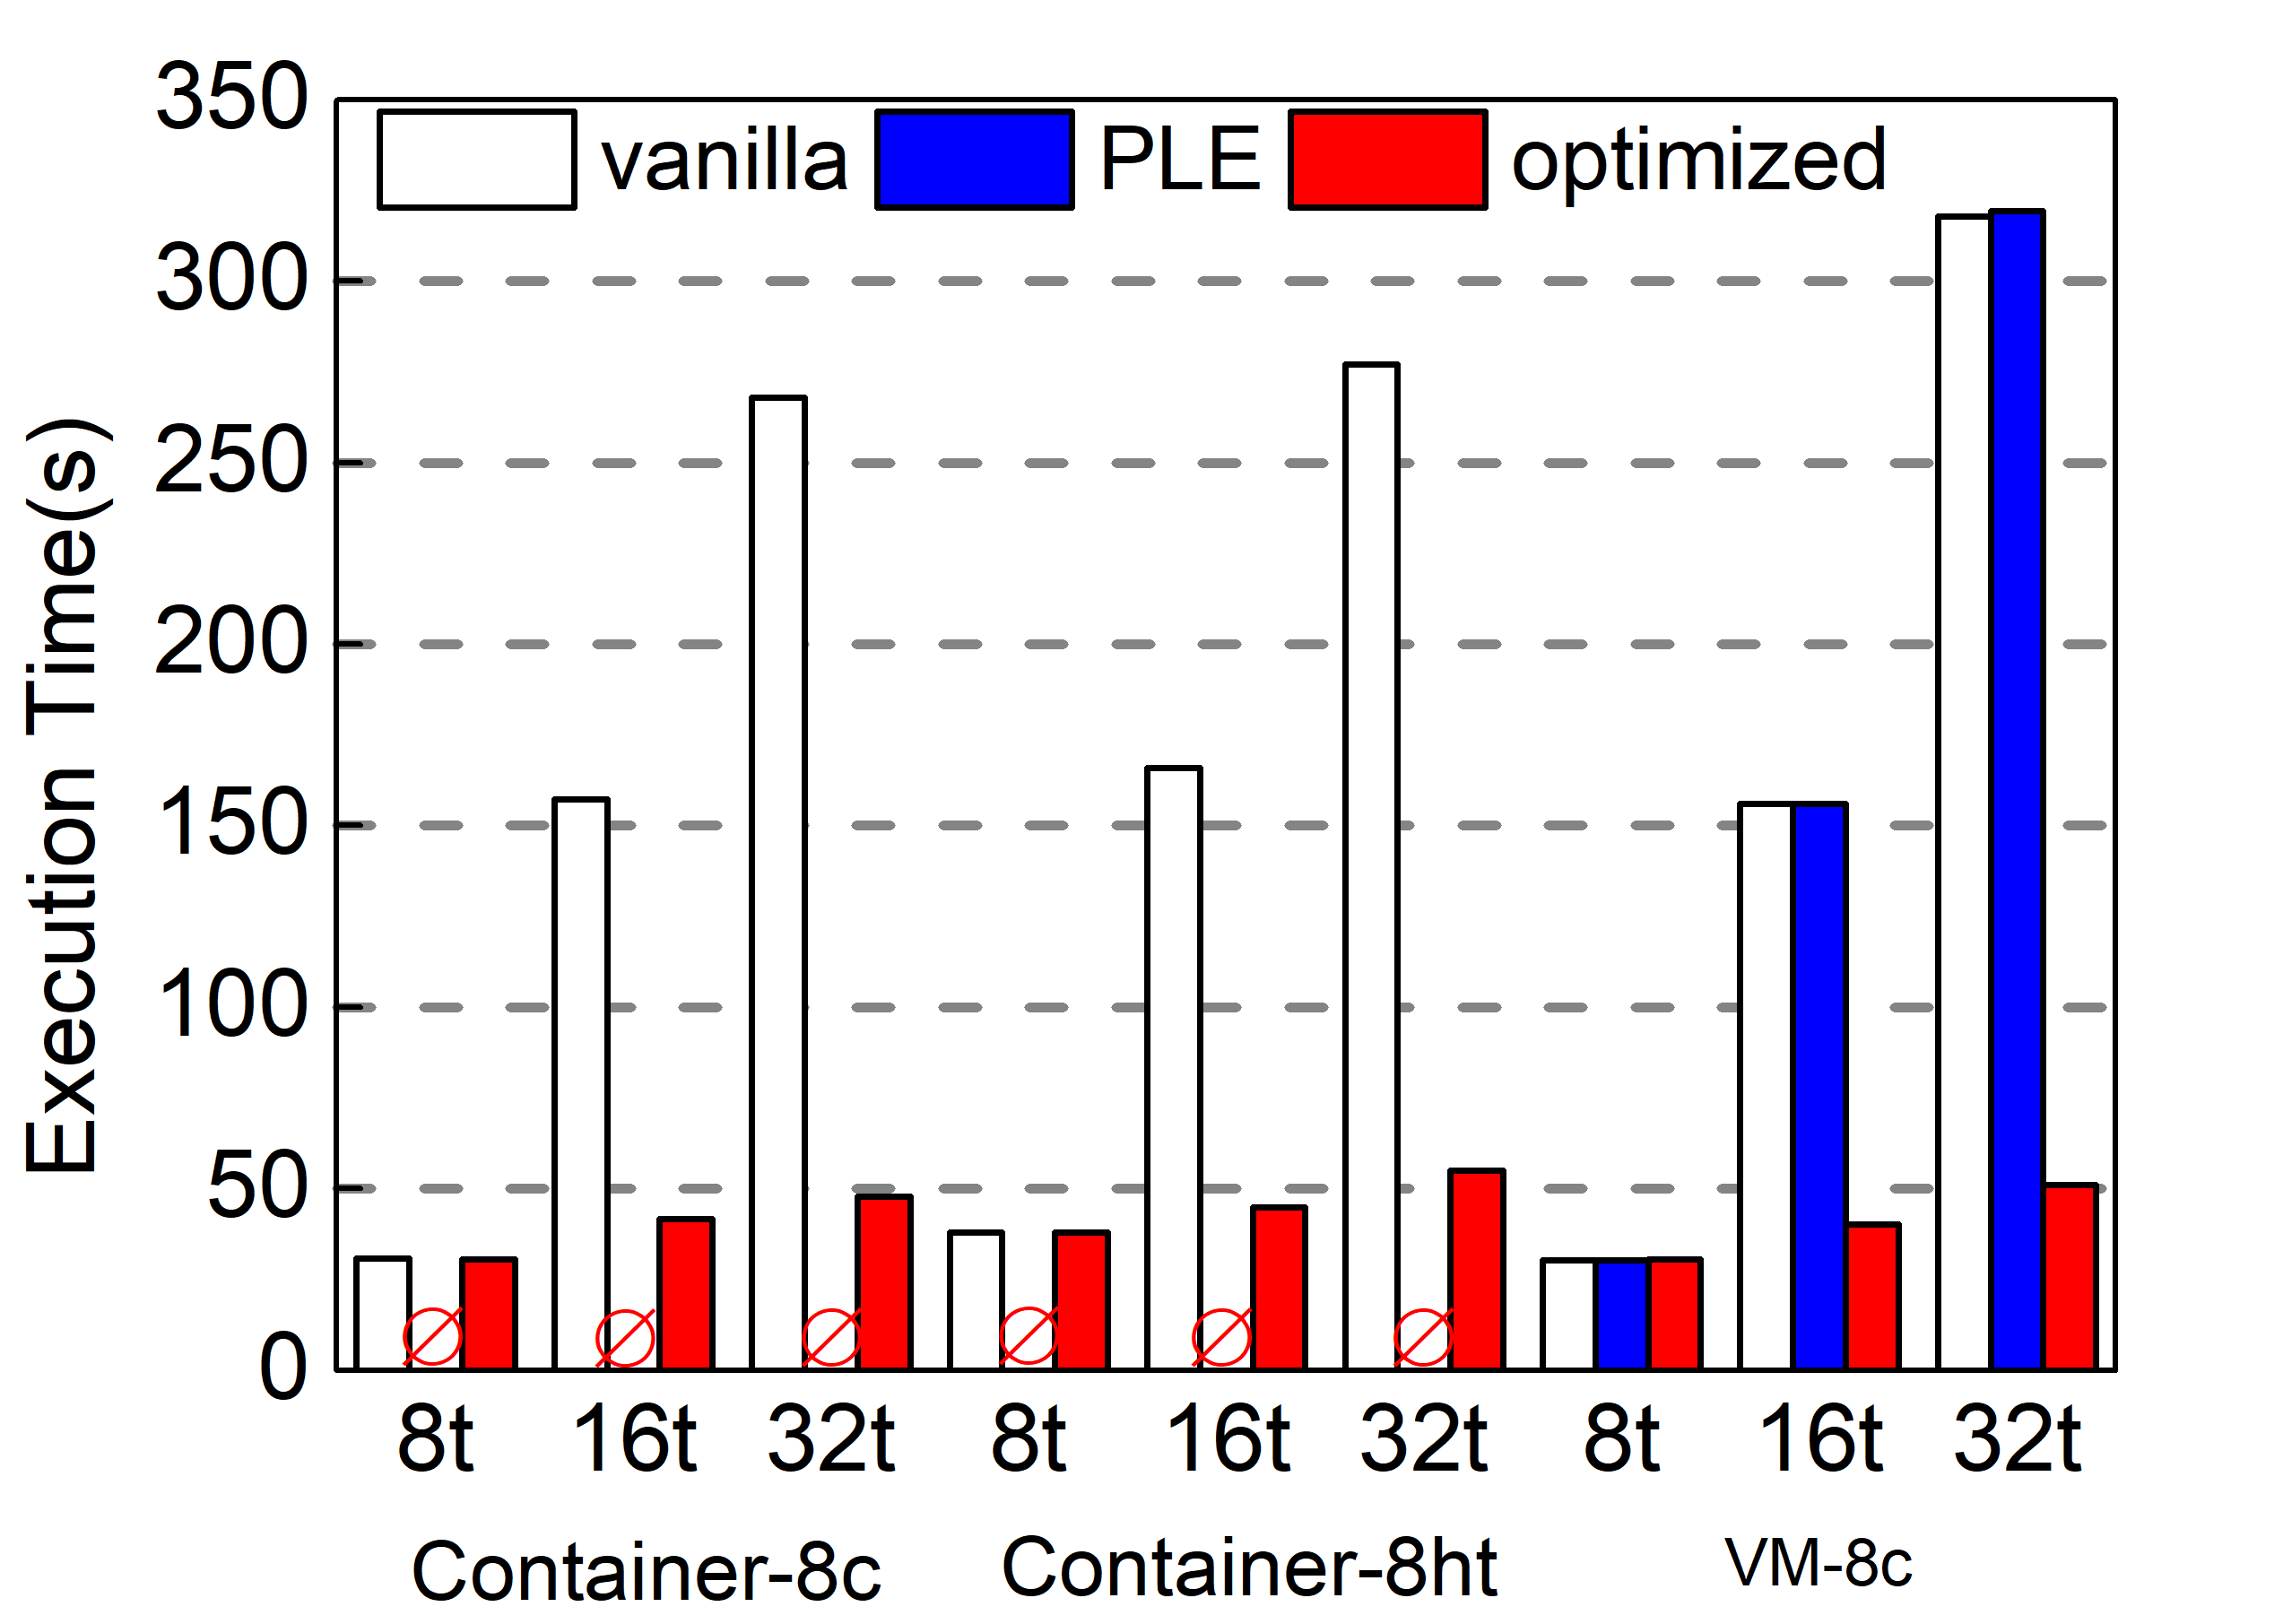 350
vanilla PLE optimized
300
250
200
150
100
50
0
Execution Time(s)
8t 16t 32t 8t 16t 32t 8t 16t 32t
Container-8c Container-8ht VM-8c